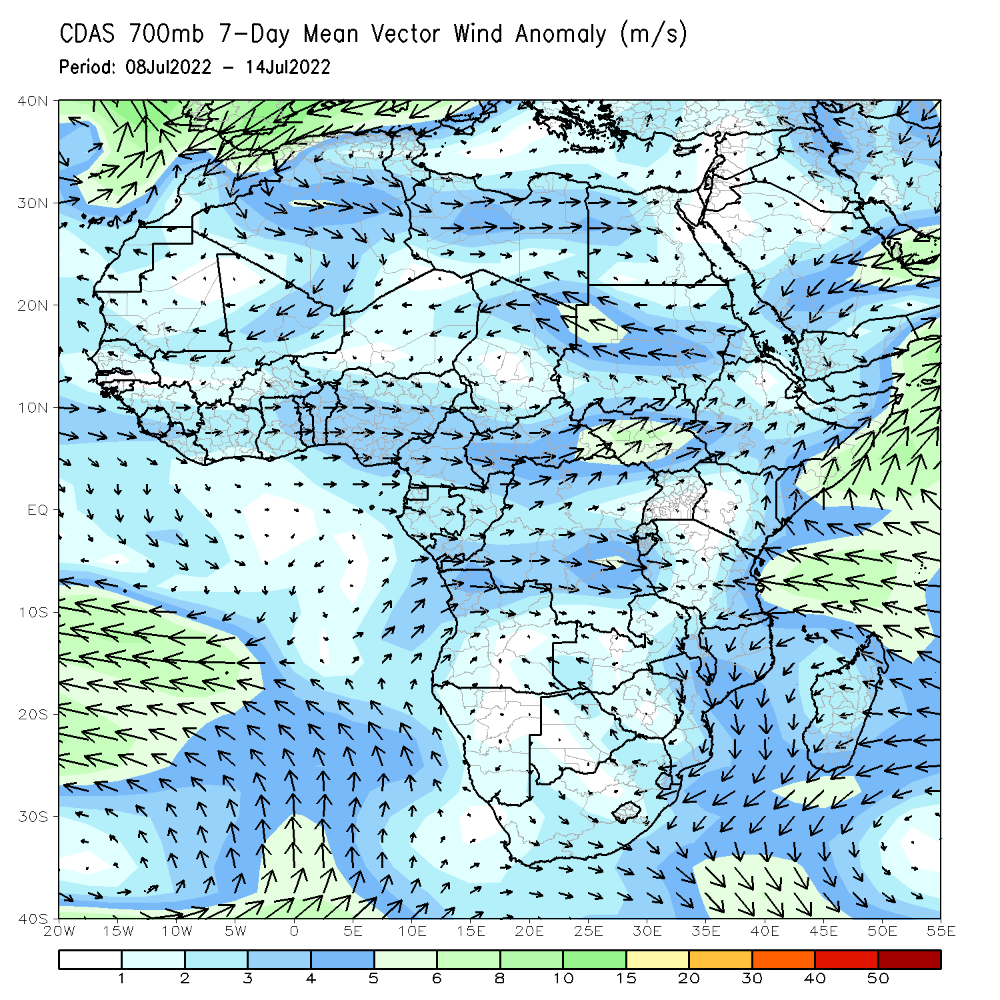 CDAS 700mb 7-Day Mean Vector Wind Anomaly (m/s)
Period: 08Jul2022 - 14Jul2022
40N
30N
20N
10N
EQ
10S
20S
30S
40S
20W 15W 10W 5W 0 5E 10E 15E 20E 25E 30E 35E 40E 45E 50E 55E
1 2 3 4 5 6 8 10 15 20 30 40 50